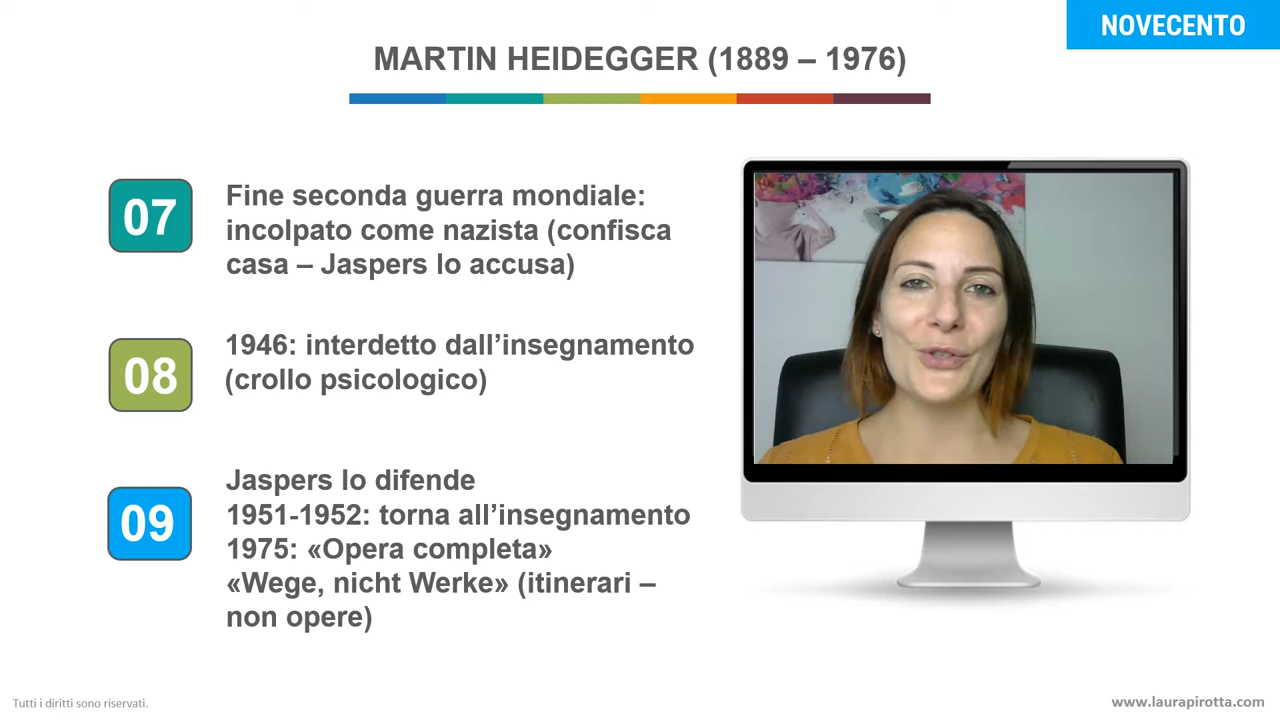 NOVECENTO
MARTIN HEIDEGGER (1889 – 1976)
07
Fine seconda guerra mondiale:
incolpato come nazista (confisca
casa – Jaspers lo accusa)
08
1946: interdetto dall’insegnamento
(crollo psicologico)
09
Jaspers lo difende
1951-1952: torna all’insegnamento
1975: «Opera completa»
«Wege, nicht Werke» (itinerari –
non opere)
Tutti i diritti sono riservati.
www.laurapirotta.com